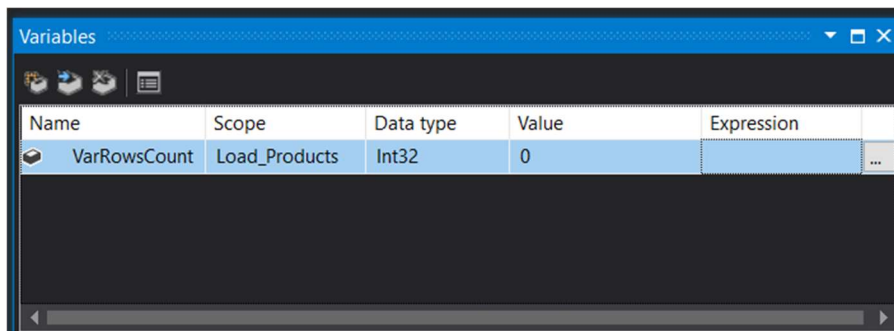 Variables
Name Scope Data type Value Expression
VarRowsCount Load_Products Int32 0 ...